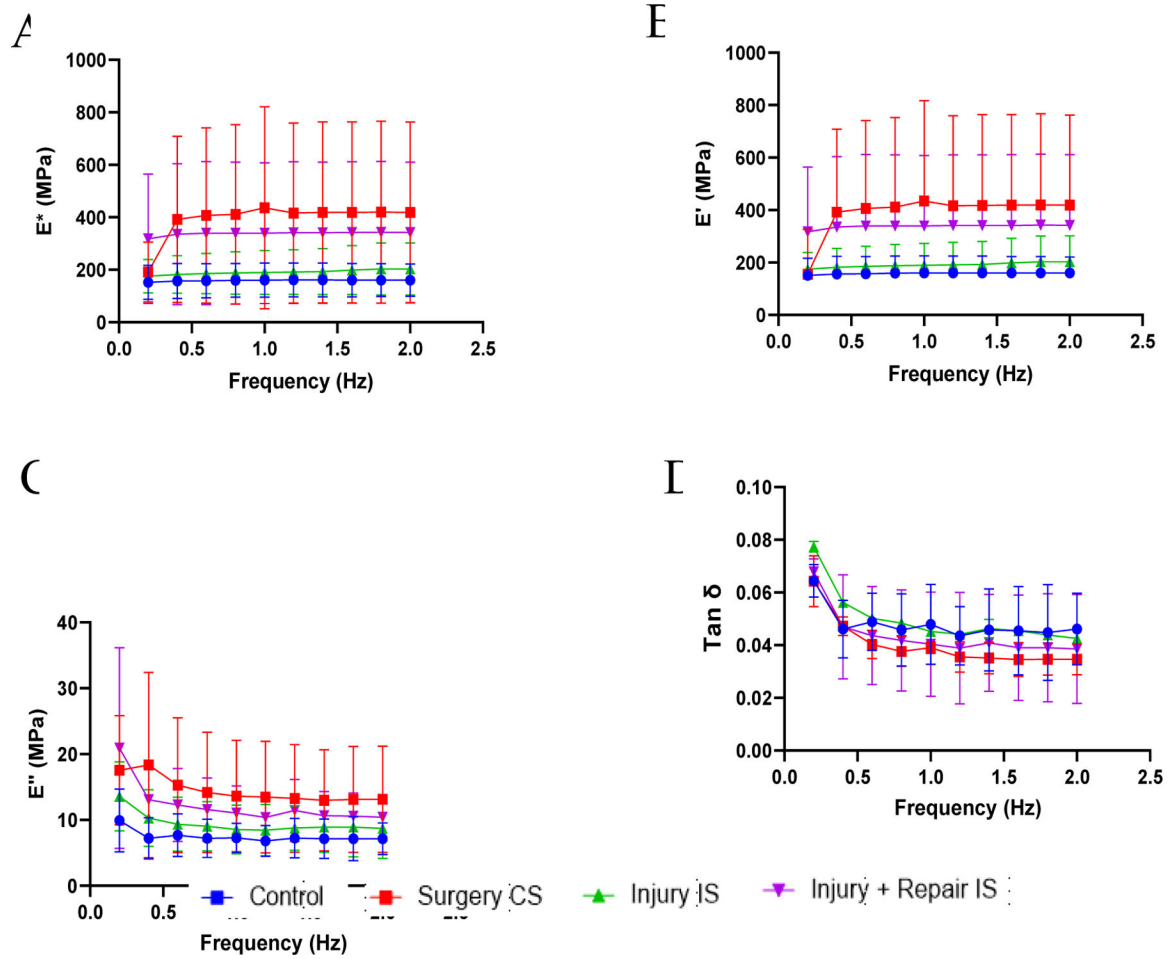 A
E* (MPa)
1000
800
600
400
200
0
0.0 0.5 1.0 1.5 2.0 2.5
Frequency (Hz)
E' (MPa)
1000
800
600
400
200
0
0.0 0.5 1.0 1.5 2.0 2.5
Frequency (Hz)
E'' (MPa)
40
30
20
10
0
0.0 0.5
Frequency (Hz)
Tan δ
0.10
0.08
0.06
0.04
0.02
0.00
0.0 0.5 1.0 1.5 2.0 2.5
Frequency (Hz)
Control Surgery CS Injury IS Injury + Repair IS